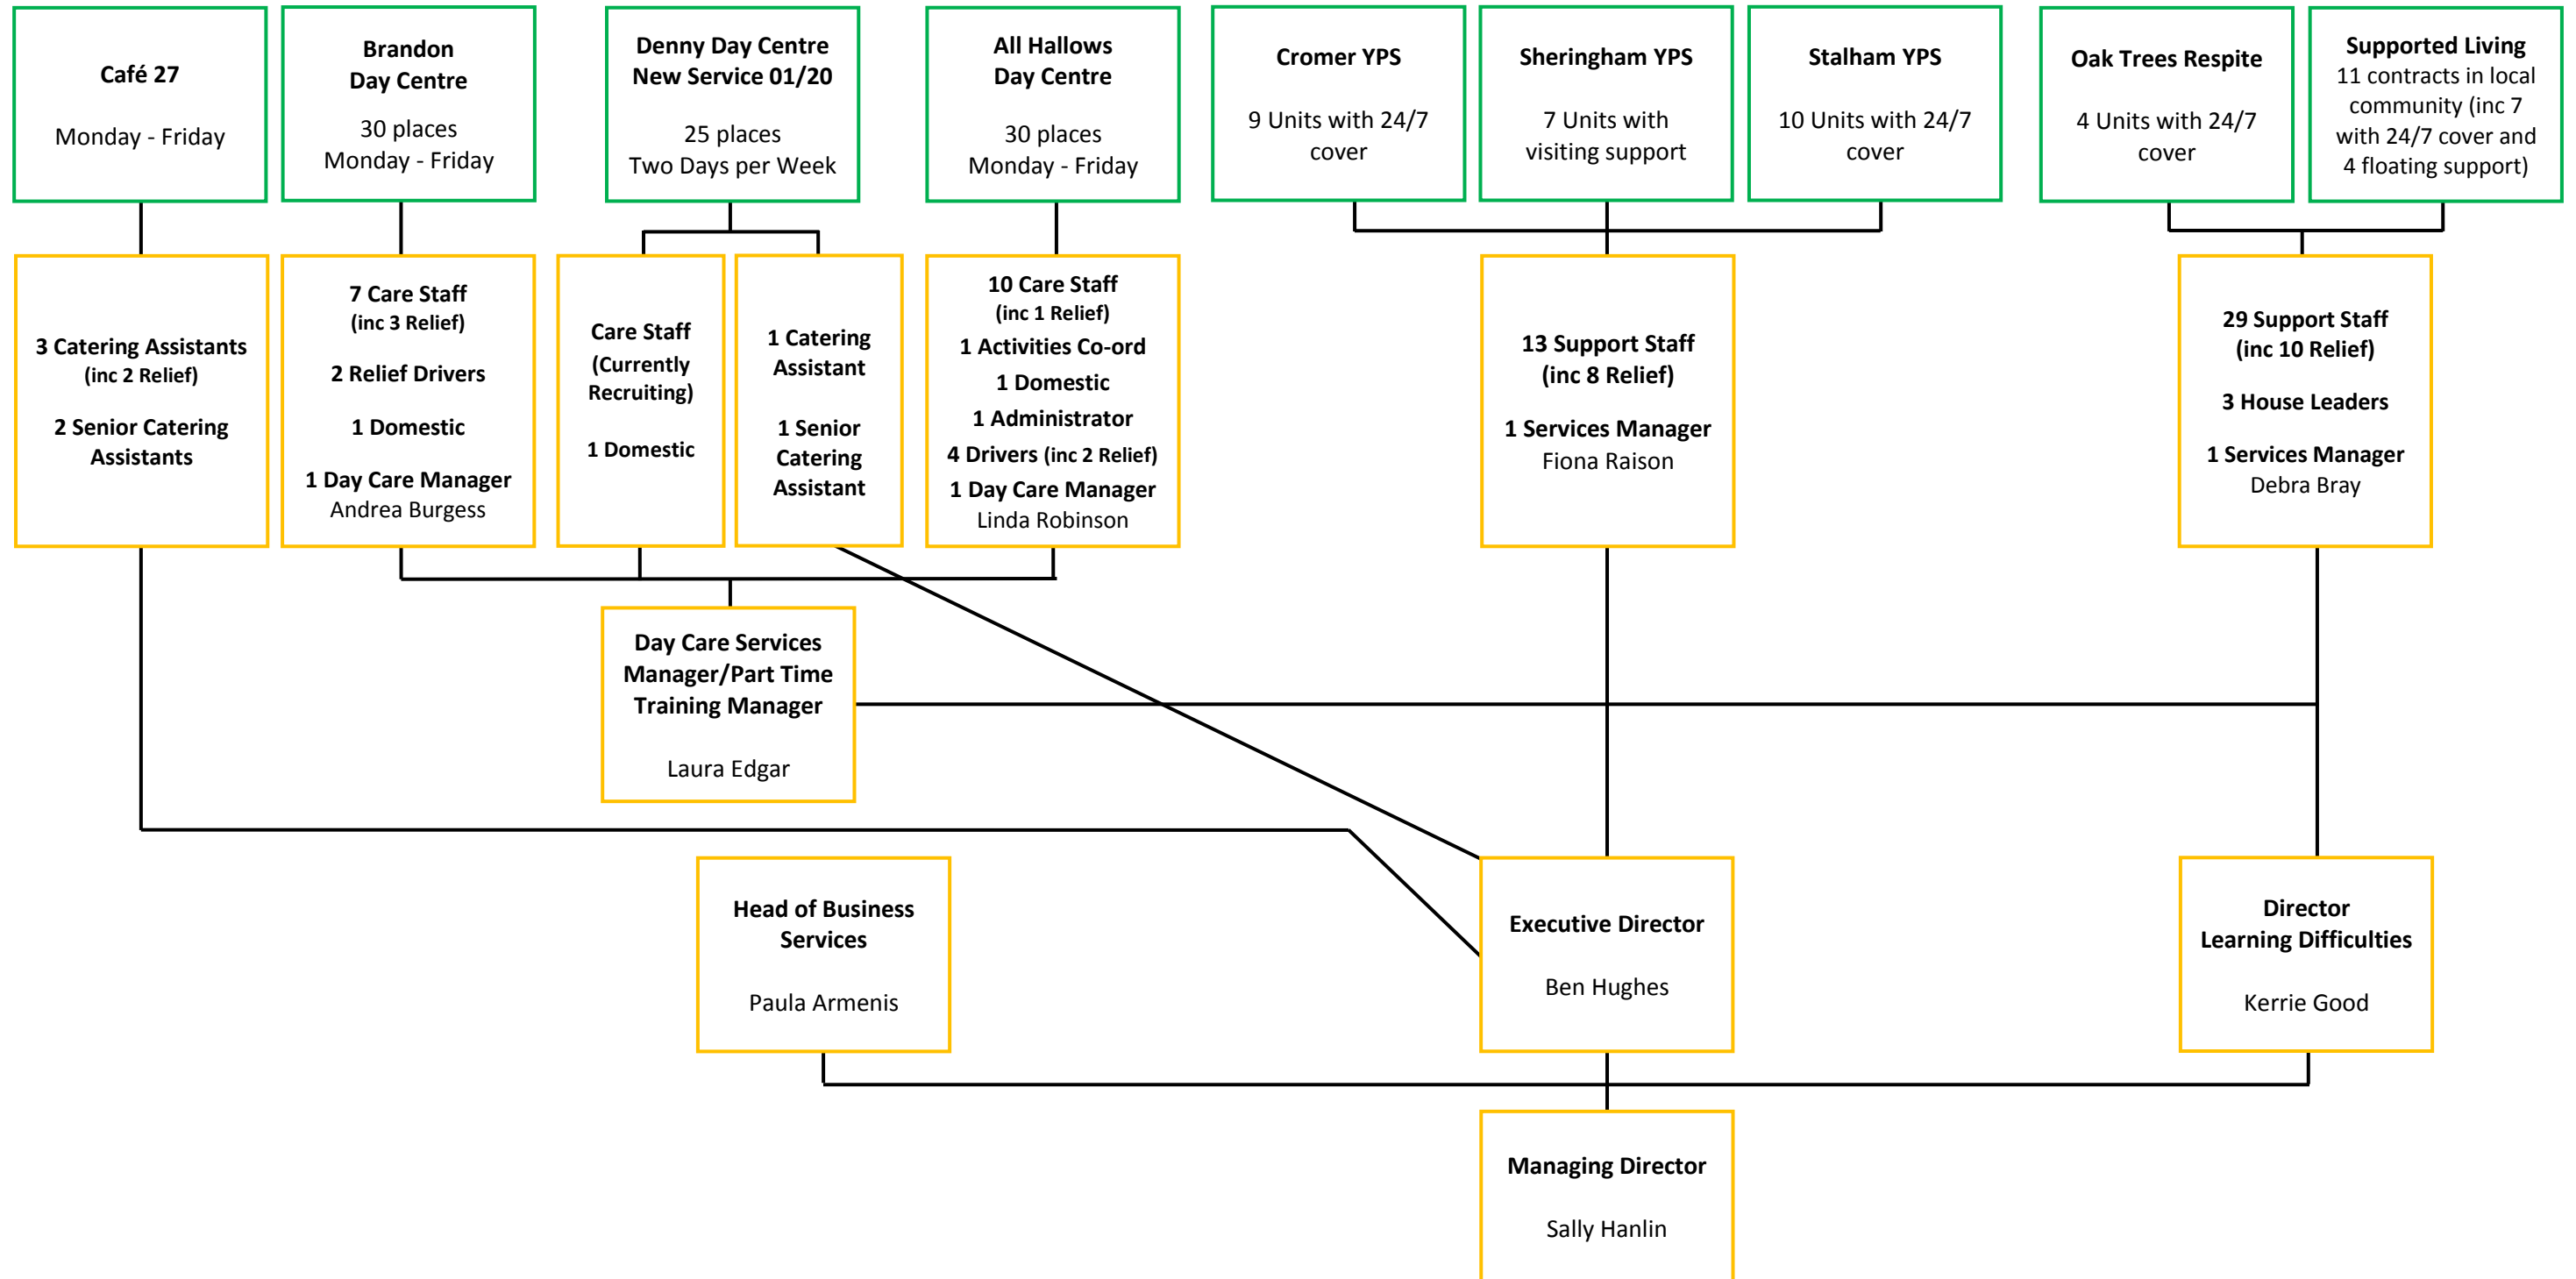 Café 27
Monday - Friday
Brandon
Day Centre
30 places
Monday - Friday
Denny Day Centre
New Service 01/20
25 places
Two Days per Week
All Hallows
Day Centre
30 places
Monday - Friday
Cromer YPS
9 Units with 24/7
cover
Sheringham YPS
7 Units with
visiting support
Stalham YPS
10 Units with 24/7
cover
Oak Trees Respite
4 Units with 24/7
cover
Supported Living
11 contracts in local
community (inc 7
with 24/7 cover and
4 floating support)
3 Catering Assistants
(inc 2 Relief)
2 Senior Catering
Assistants
7 Care Staff
(inc 3 Relief)
2 Relief Drivers
1 Domestic
1 Day Care Manager
Andrea Burgess
Care Staff
(Currently
Recruiting)
1 Domestic
1 Catering
Assistant
1 Senior
Catering
Assistant
10 Care Staff
(inc 1 Relief)
1 Activities Co-ord
1 Domestic
1 Administrator
4 Drivers (inc 2 Relief)
1 Day Care Manager
Linda Robinson
13 Support Staff
(inc 8 Relief)
1 Services Manager
Fiona Raison
29 Support Staff
(inc 10 Relief)
3 House Leaders
1 Services Manager
Debra Bray
Day Care Services
Manager/Part Time
Training Manager
Laura Edgar
Head of Business
Services
Paula Armenis
Executive Director
Ben Hughes
Director
Learning Difficulties
Kerrie Good
Managing Director
Sally Hanlin